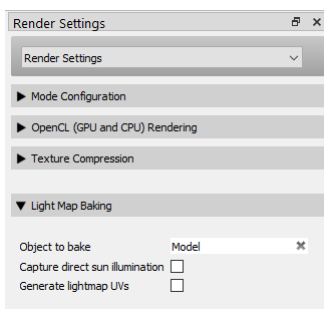 Render Settings
Render Settings
Mode Configuration
OpenCL (GPU and CPU) Rendering
Texture Compression
Light Map Baking
Object to bake Model
Capture direct sun illumination
Generate lightmap UVs